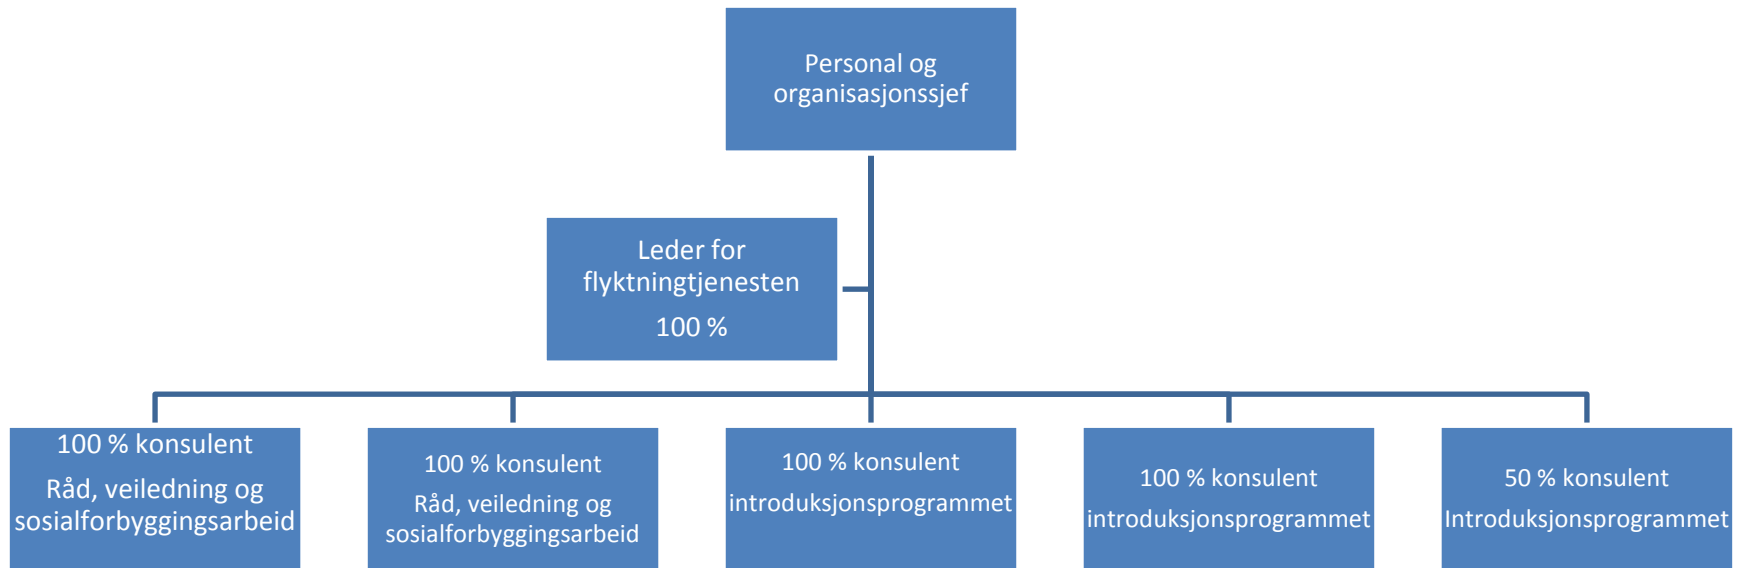 Personal og
organisasjonssjef
Leder for
flyktningtjenesten
100 %
100 % konsulent
Råd, veiledning og
sosialforbyggingsarbeid
100 % konsulent
Råd, veiledning og
sosialforbyggingsarbeid
100 % konsulent
introduksjonsprogrammet
100 % konsulent
introduksjonsprogrammet
50 % konsulent
Introduksjonsprogrammet